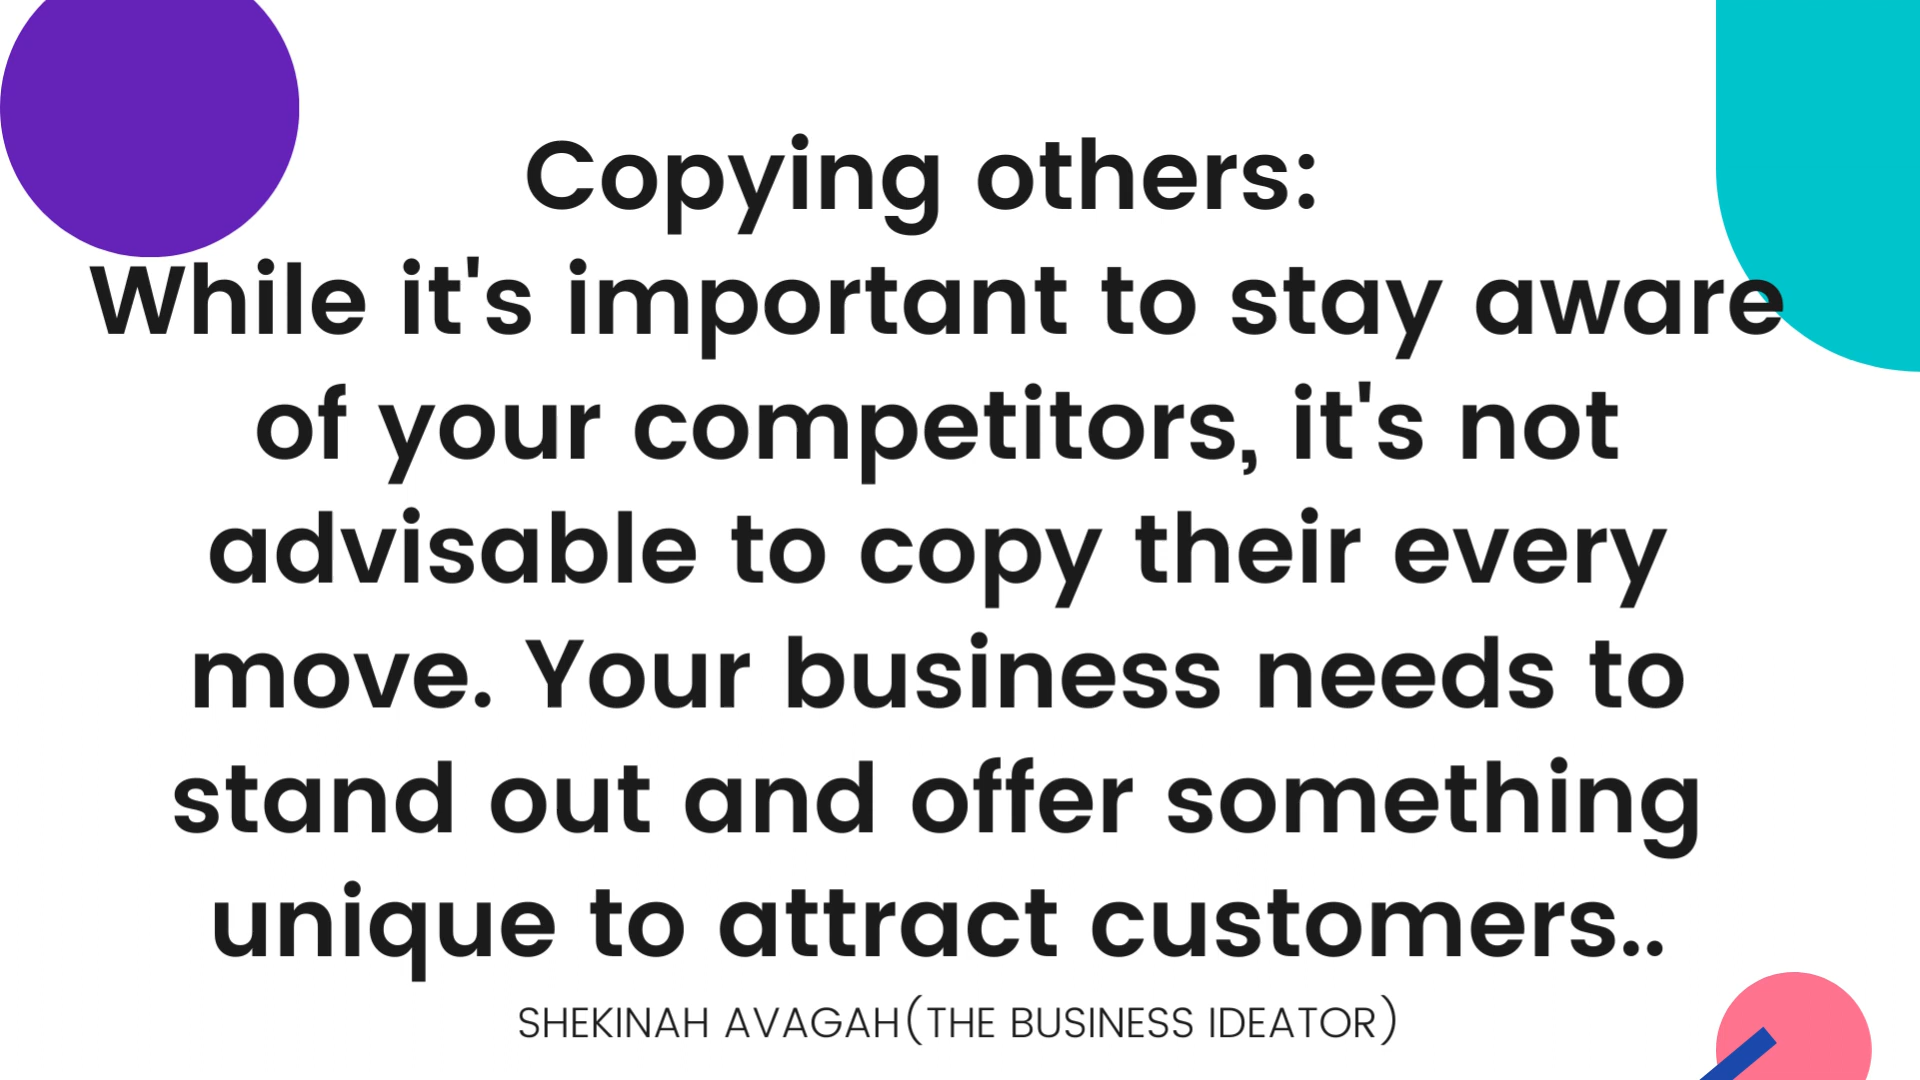 Copying others:
While it's important to stay aware
of your competitors, it's not
advisable to copy their every
move. Your business needs to
stand out and offer something
unique to attract customers..
SHEKINAH AVAGAH(THE BUSINESS IDEATOR)